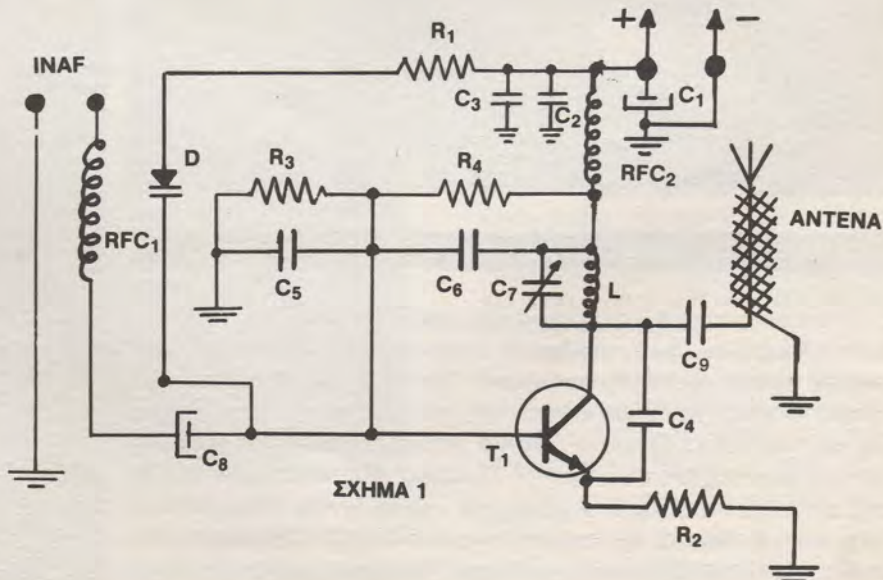 + -
R1
INAF
C3
C2
C1
D
R3
R4
RFC2
ANTENA
RFC1
C5
C6
C7
L
C9
C8
T1
C4
ΣΧΗΜΑ 1
R2